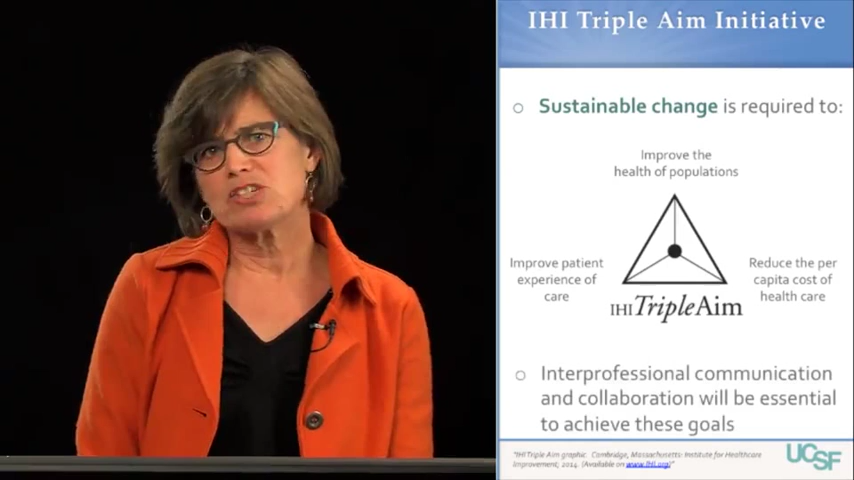 IHI Triple Aim Initiative
Sustainable change is required to:
Improve the
health of populations
Improve patient
experience of
care
Reduce the per
capita cost of
health care
IHI TripleAim
Interprofessional communication
and collaboration will be essential
to achieve these goals
"IHI Triple Aim graphic. Cambridge, Massachusetts: Institute for Healthcare
Improvement; 2014. (Available on www.ihi.org)"
UCSF